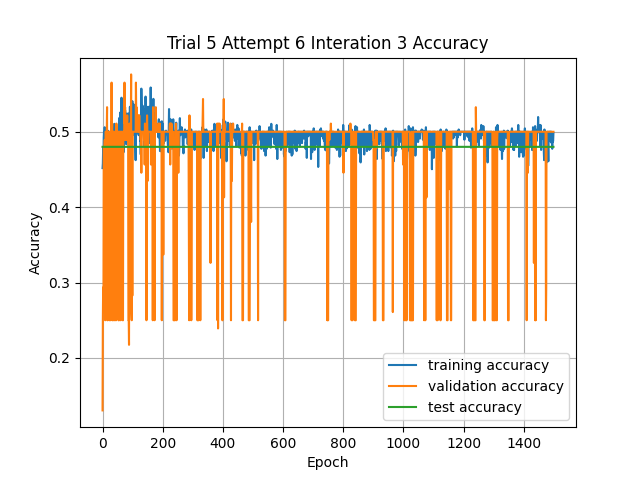 Trial 5 Attempt 6 Interation 3 Accuracy
Accuracy
0.5
0.4
0.3
0.2
training accuracy
validation accuracy
test accuracy
0 200 400 600 800 1000 1200 1400
Epoch